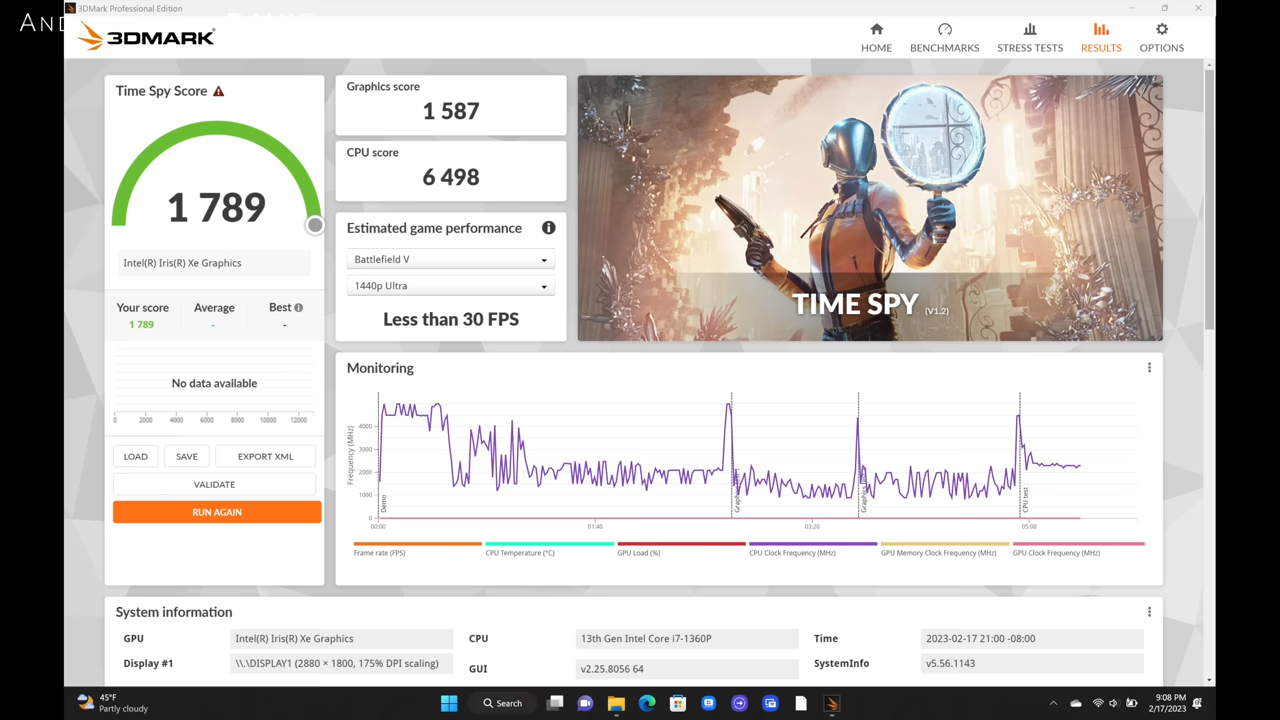 3DMark Professional Edition
AND
3DMARK
HOME
BENCHMARKS
STRESS TESTS
RESULTS
OPTIONS
Time Spy Score
1 789
Intel(R) Iris(R) Xe Graphics
Your score Average Best
1 789 - -
No data available
0 2000 4000 6000 8000 10000 12000
LOAD SAVE EXPORT XML
VALIDATE
RUN AGAIN
Graphics score
1 587
CPU score
6 498
Estimated game performance
Battlefield V
1440p Ultra
Less than 30 FPS
TIME SPY (V1.2)
Monitoring
Frequency (MHz)
4000
3000
2000
1000
0
Demo
CPU test
00:00 01:40 03:20 05:00
Frame rate (FPS) CPU Temperature (°C) GPU Load (%) CPU Clock Frequency (MHz) GPU Memory Clock Frequency (MHz) GPU Clock Frequency (MHz)
System information
GPU Intel(R) Iris(R) Xe Graphics CPU 13th Gen Intel Core i7-1360P Time 2023-02-17 21:00 -08:00
Display #1 \\.\DISPLAY1 (2880 × 1800, 175% DPI scaling) GUI v2.25.8056 64 SystemInfo v5.56.1143
45°F
Partly cloudy
Search
9:08 PM
2/17/2023